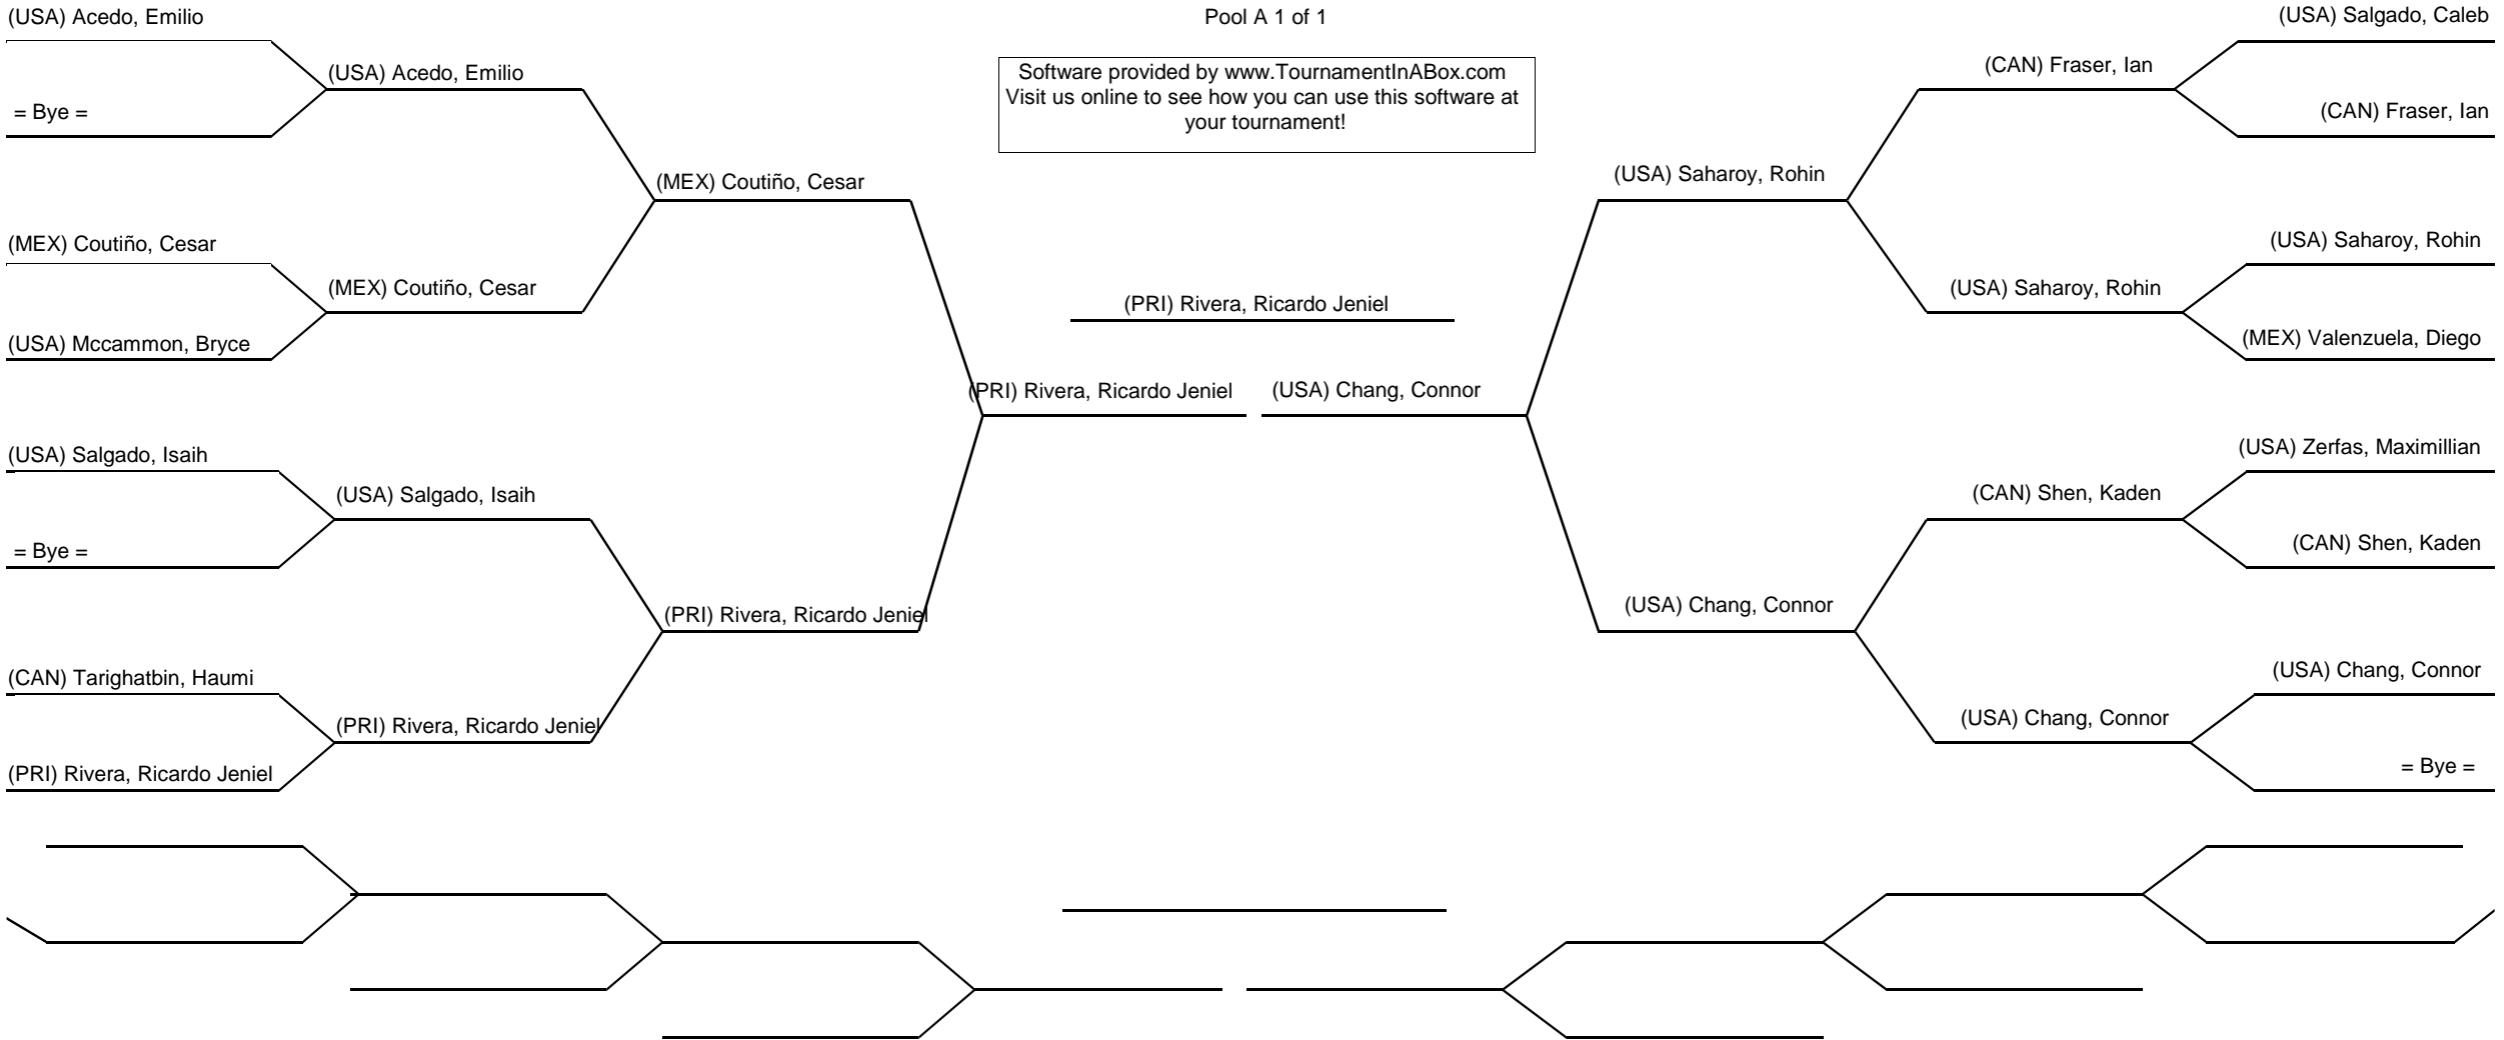 (USA) Acedo, Emilio
Pool A 1 of 1
(USA) Salgado, Caleb
(USA) Acedo, Emilio
Software provided by www.TournamentInABox.com
Visit us online to see how you can use this software at
your tournament!
(CAN) Fraser, Ian
= Bye =
(CAN) Fraser, Ian
(MEX) Coutiño, Cesar
(USA) Saharoy, Rohin
(MEX) Coutiño, Cesar
(USA) Saharoy, Rohin
(MEX) Coutiño, Cesar
(PRI) Rivera, Ricardo Jeniel
(USA) Saharoy, Rohin
(USA) Mccammon, Bryce
(MEX) Valenzuela, Diego
(PRI) Rivera, Ricardo Jeniel
(USA) Chang, Connor
(USA) Salgado, Isaih
(USA) Zerfas, Maximillian
(USA) Salgado, Isaih
(CAN) Shen, Kaden
= Bye =
(CAN) Shen, Kaden
(PRI) Rivera, Ricardo Jeniel
(USA) Chang, Connor
(CAN) Tarighatbin, Haumi
(USA) Chang, Connor
(PRI) Rivera, Ricardo Jeniel
(USA) Chang, Connor
(PRI) Rivera, Ricardo Jeniel
= Bye =